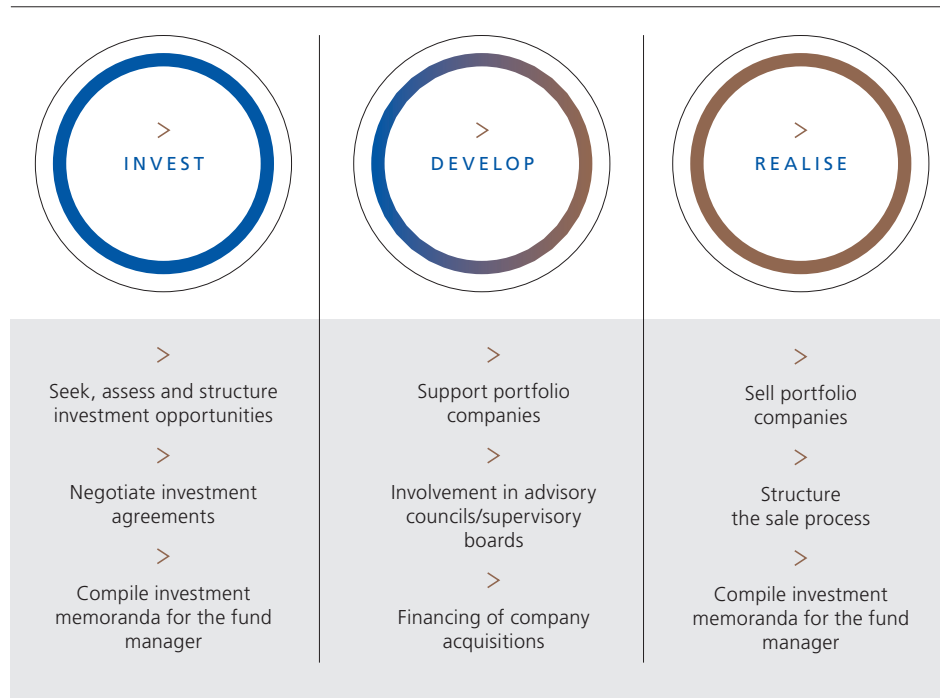 >
INVEST
>
Seek, assess and structure
investment opportunities
>
Negotiate investment
agreements
>
Compile investment
memoranda for the fund
manager
>
DEVELOP
>
Support portfolio
companies
>
Involvement in advisory
councils/supervisory
boards
>
Financing of company
acquisitions
>
REALISE
>
Sell portfolio
companies
>
Structure
the sale process
>
Compile investment
memoranda for the fund
manager